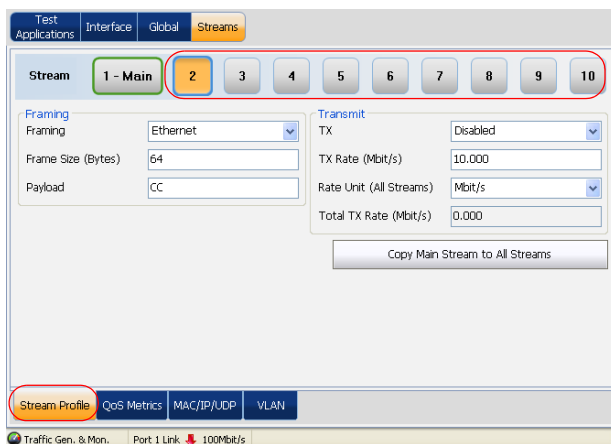 Test Applications Interface Global Streams
Stream 1 - Main 2 3 4 5 6 7 8 9 10
Framing
Framing Ethernet
Frame Size (Bytes) 64
Payload CC
Transmit
TX Disabled
TX Rate (Mbit/s) 10.000
Rate Unit (All Streams) Mbit/s
Total TX Rate (Mbit/s) 0.000
Copy Main Stream to All Streams
Stream Profile QoS Metrics MAC/IP/UDP VLAN
Traffic Gen. & Mon. Port 1 Link 100Mbit/s